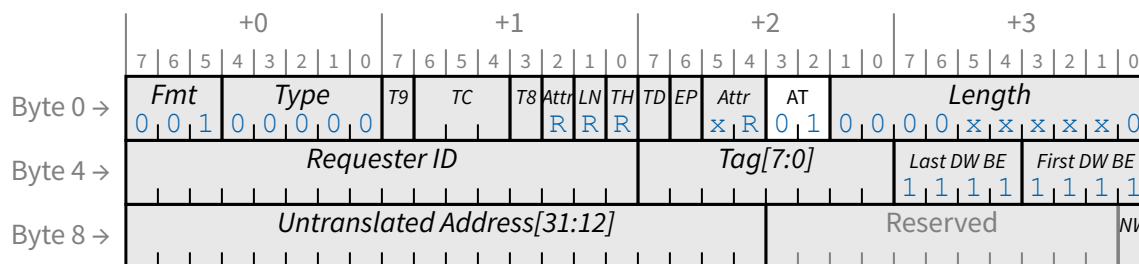 +0 +1 +2 +3
7 6 5 4 3 2 1 0 7 6 5 4 3 2 1 0 7 6 5 4 3 2 1 0 7 6 5 4 3 2 1 0
Byte 0 → Fmt Type T9 TC T8 Attr LN TH TD EP Attr AT Length
0 0 1 0 0 0 0 0 R R R x R 0 1 0 0 0 0 x x x x x 0
Byte 4 → Requester ID Tag[7:0] Last DW BE First DW BE
1 1 1 1 1 1 1 1
Byte 8 → Untranslated Address[31:12] Reserved